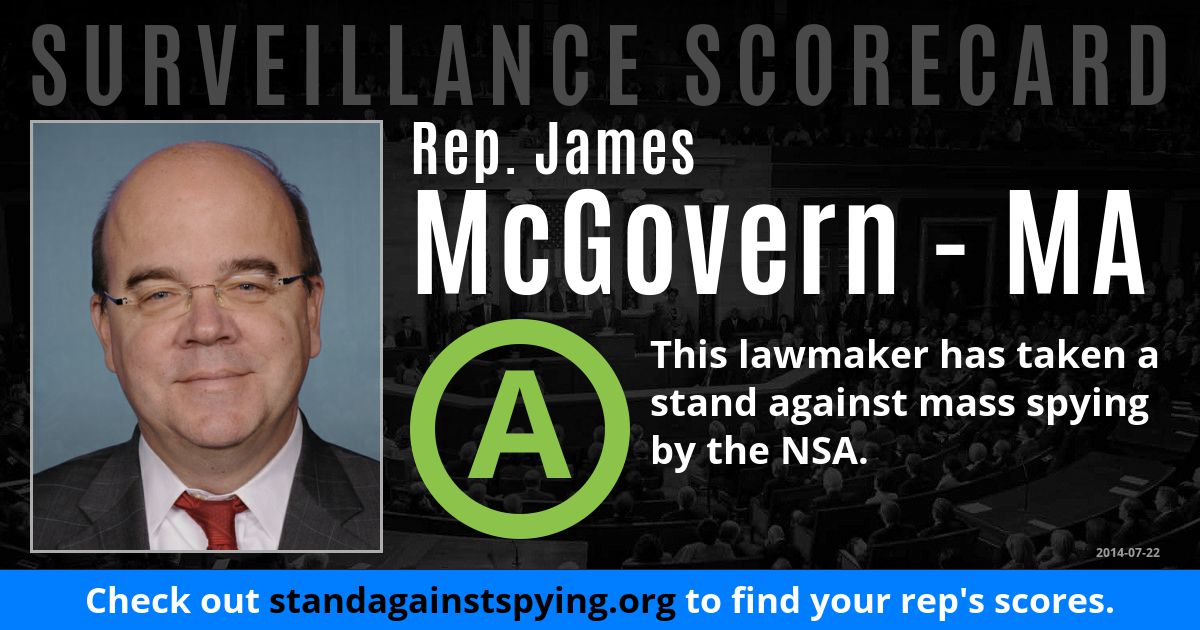 SURVEILLANCE SCORECARD
Rep. James
McGovern - MA
A
This lawmaker has taken a
stand against mass spying
by the NSA.
2014-07-22
Check out standagainstspying.org to find your rep's scores.